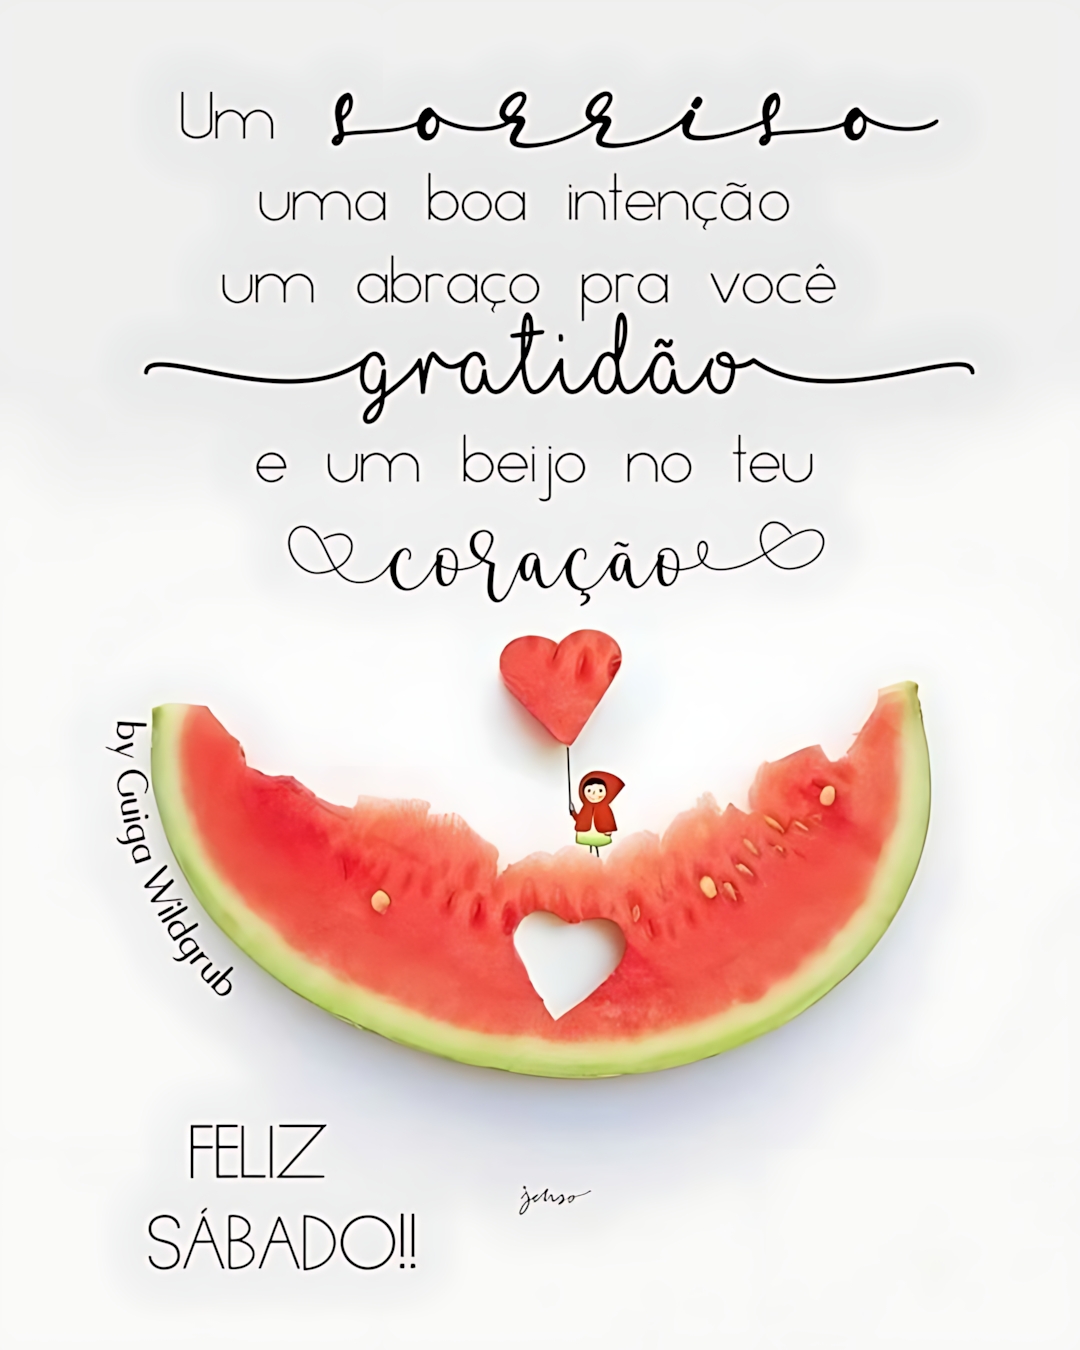 Um sorriso
uma boa intenção
um abraço pra você
gratidão
e um beijo no teu
coração
by Guiga Wildgrub
FELIZ
SÁBADO!!